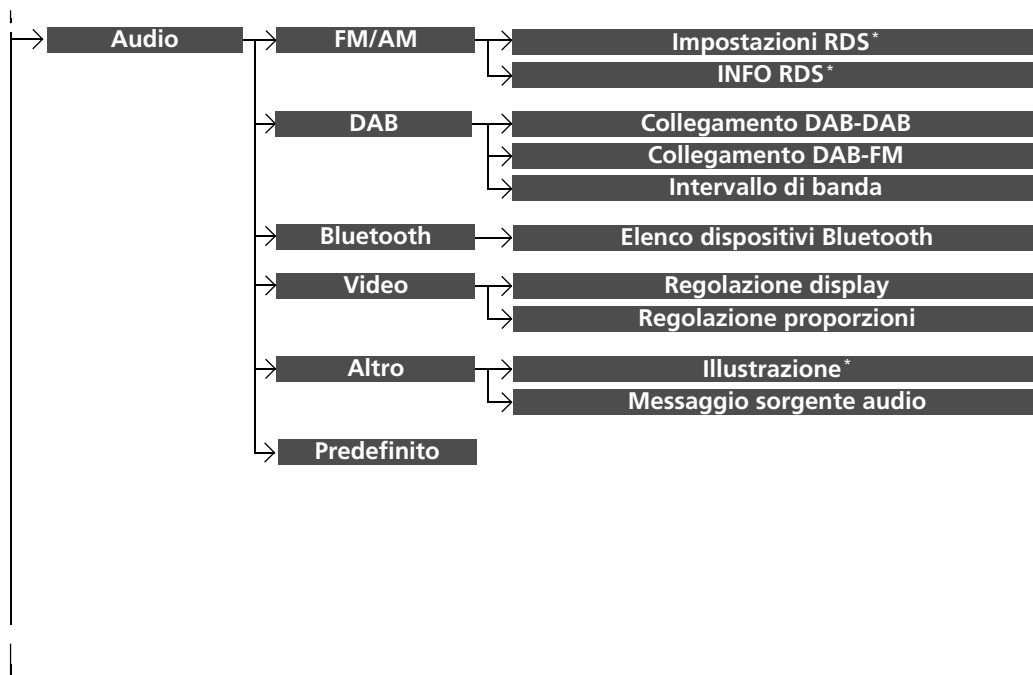 Audio
FM/AM
Impostazioni RDS*
INFO RDS*
DAB
Collegamento DAB-DAB
Collegamento DAB-FM
Intervallo di banda
Bluetooth
Elenco dispositivi Bluetooth
Video
Regolazione display
Regolazione proporzioni
Altro
Illustrazione*
Messaggio sorgente audio
Predefinito